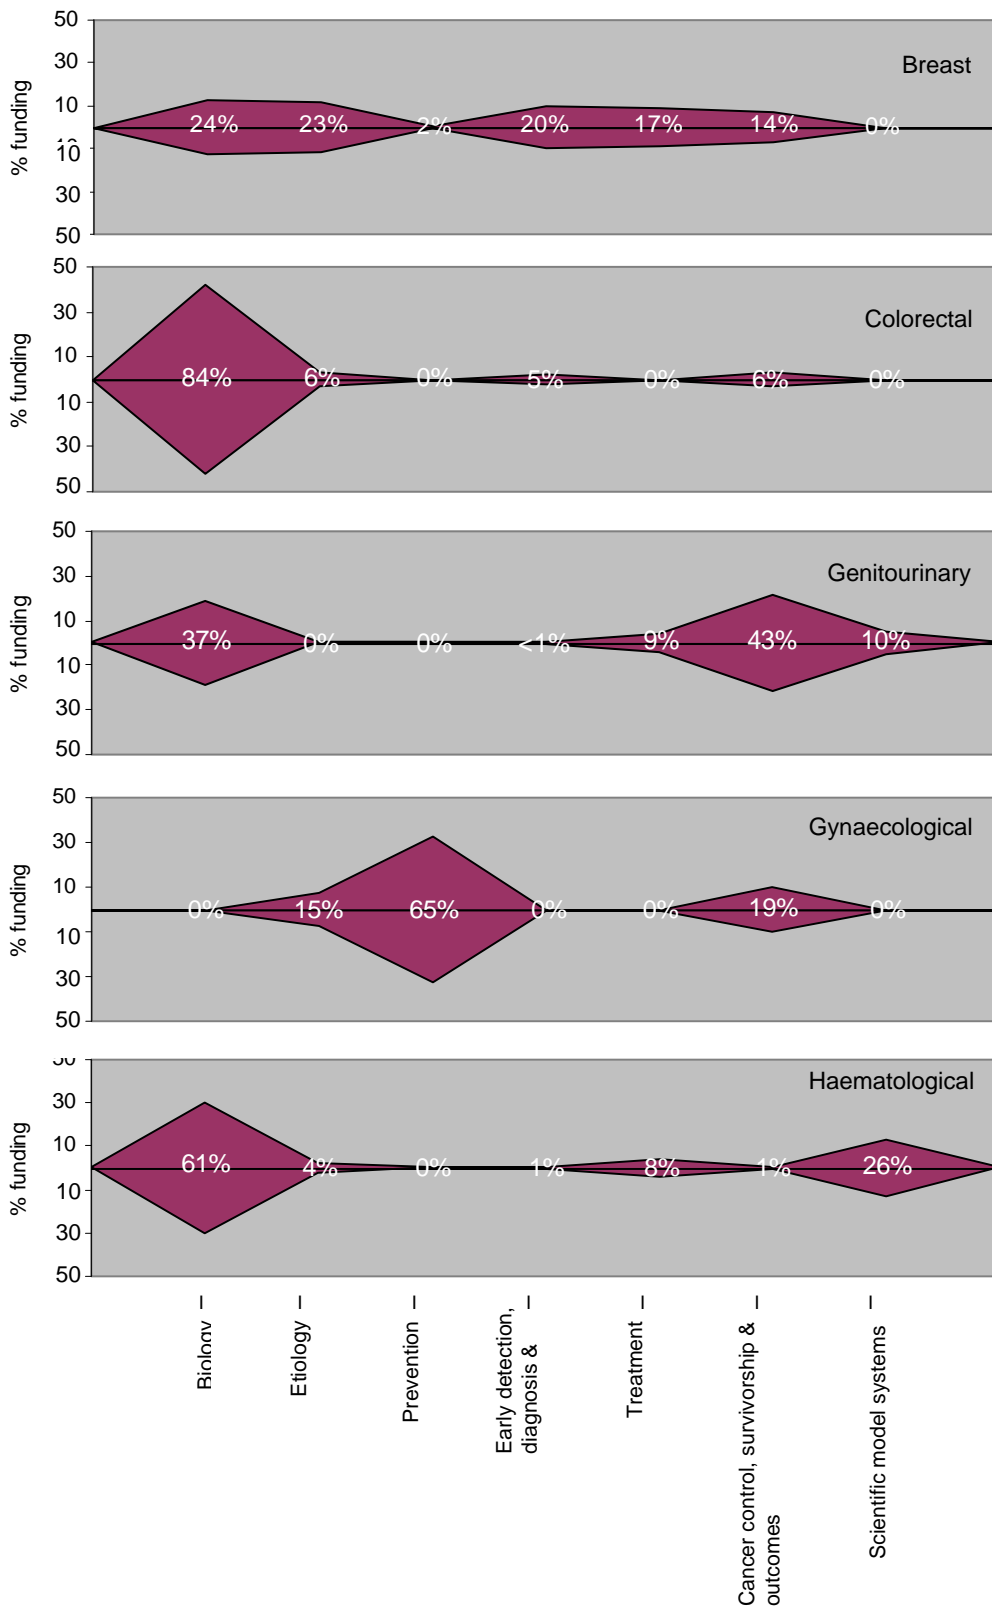 50
30
10
10
30
50
% funding
Breast
24% 23% 2% 20% 17% 14% 0%
50
30
10
10
30
50
% funding
Colorectal
84% 6% 0% 5% 0% 6% 0%
50
30
10
10
30
50
% funding
Genitourinary
37% 0% 0% <1% 9% 43% 10%
50
30
10
10
30
50
% funding
Gynaecological
0% 15% 65% 0% 0% 19% 0%
50
30
10
10
30
50
% funding
Haematological
61% 4% 0% 1% 8% 1% 26%
Biology
Etiology
Prevention
Early detection,
diagnosis &
Treatment
Cancer control, survivorship &
outcomes
Scientific model systems